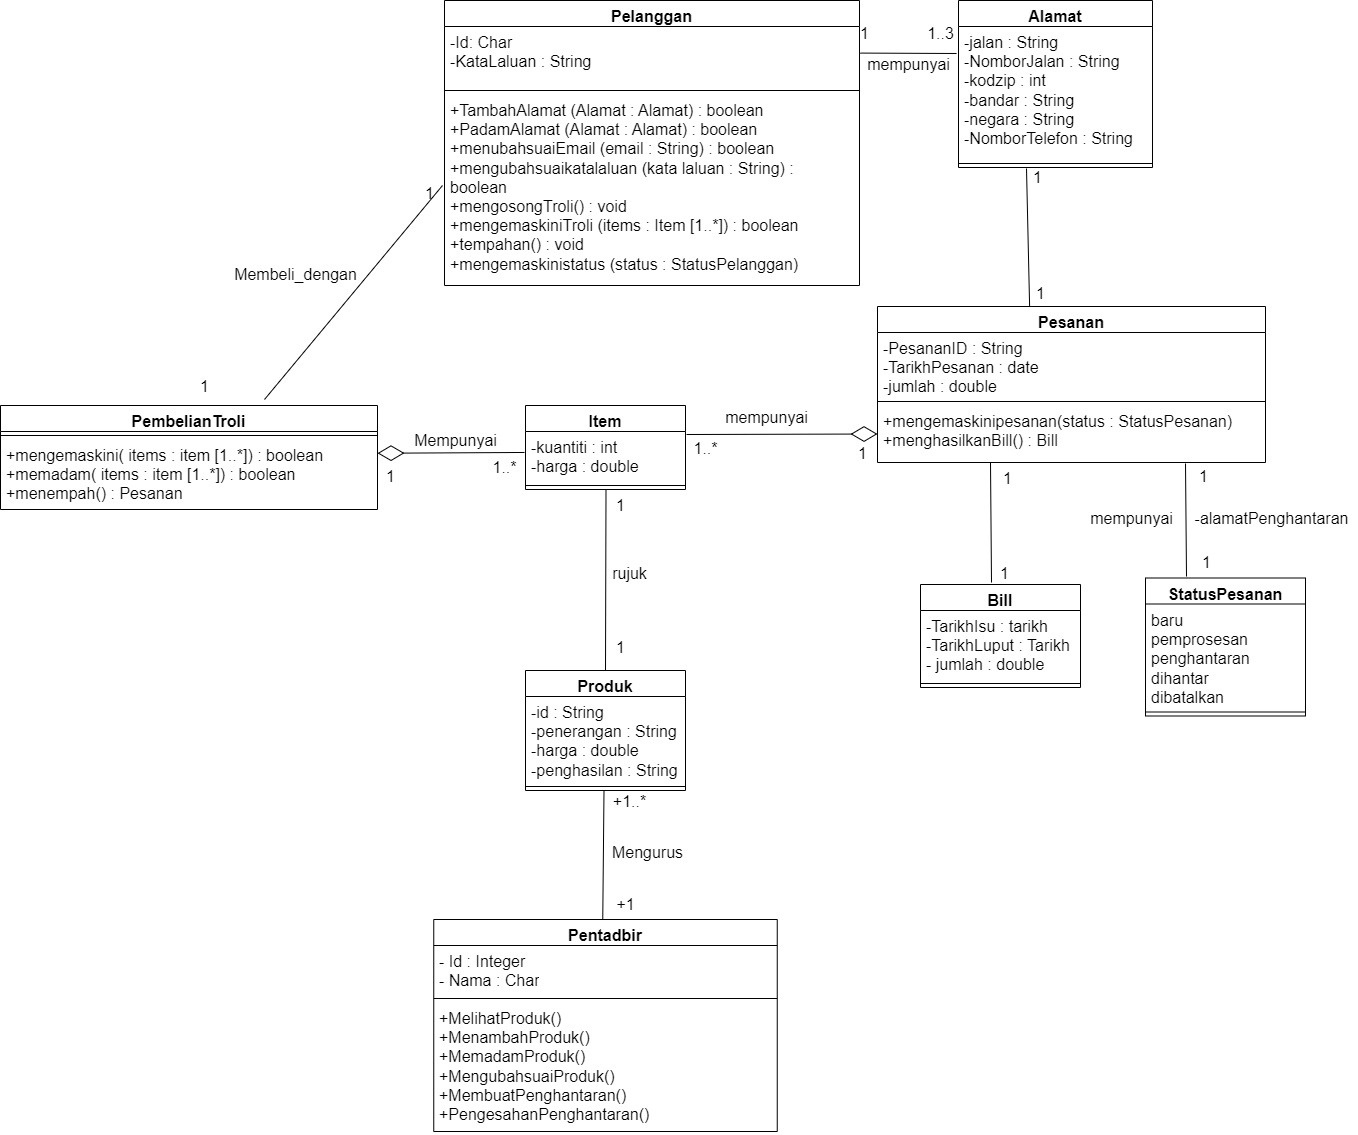 Pelanggan
-Id: Char
-KataLaluan : String
+TambahAlamat (Alamat : Alamat) : boolean
+PadamAlamat (Alamat : Alamat) : boolean
+menubahsuaiEmail (email : String) : boolean
+mengubahsuaikatalaluan (kata laluan : String) :
boolean
+mengosongTroli() : void
+mengemaskiniTroli (items : Item [1..*]) : boolean
+tempahan() : void
+mengemaskinistatus (status : StatusPelanggan)
1
1..3
mempunyai
Alamat
-jalan : String
-NomborJalan : String
-kodzip : int
-bandar : String
-negara : String
-NomborTelefon : String
1
1
1
Membeli_dengan
1
PembelianTroli
+mengemaskini( items : item [1..*]) : boolean
+memadam( items : item [1..*]) : boolean
+menempah() : Pesanan
Mempunyai
1
1..*
Item
-kuantiti : int
-harga : double
mempunyai
1..*
1
Pesanan
-PesananID : String
-TarikhPesanan : date
-jumlah : double
+mengemaskinipesanan(status : StatusPesanan)
+menghasilkanBill() : Bill
1
1
1
mempunyai
-alamatPenghantaran
1
Bill
-TarikhIsu : tarikh
-TarikhLuput : Tarikh
- jumlah : double
StatusPesanan
baru
pemprosesan
penghantaran
dihantar
dibatalkan
1
rujuk
1
Produk
-id : String
-penerangan : String
-harga : double
-penghasilan : String
+1..*
Mengurus
+1
Pentadbir
- Id : Integer
- Nama : Char
+MelihatProduk()
+MenambahProduk()
+MemadamProduk()
+MengubahsuaiProduk()
+MembuatPenghantaran()
+PengesahanPenghantaran()